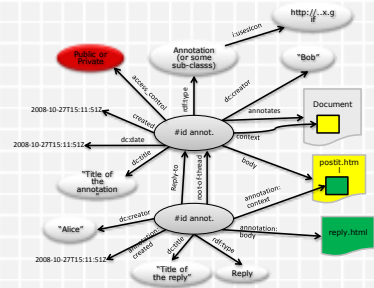 http://..x.g
if
i:usesIcon
Public or
Private
Annotation
(or some
sub-class)
"Bob"
access_control
rdf:type
dc:creator
2008-10-27T15:11:51Z
created
annotates
Document
#id annot.
context
2008-10-27T15:11:51Z
dc:date
dc:title
body
postit.htm
l
"Title of
the
annotation
"
Reply-to
root-of-thread
annotation:
context
dc:creator
#id annot.
"Alice"
annotation:
created
dc:title
rdf:type
annotation:
body
reply.html
2008-10-27T15:11:51Z
"Title of
the reply"
Reply